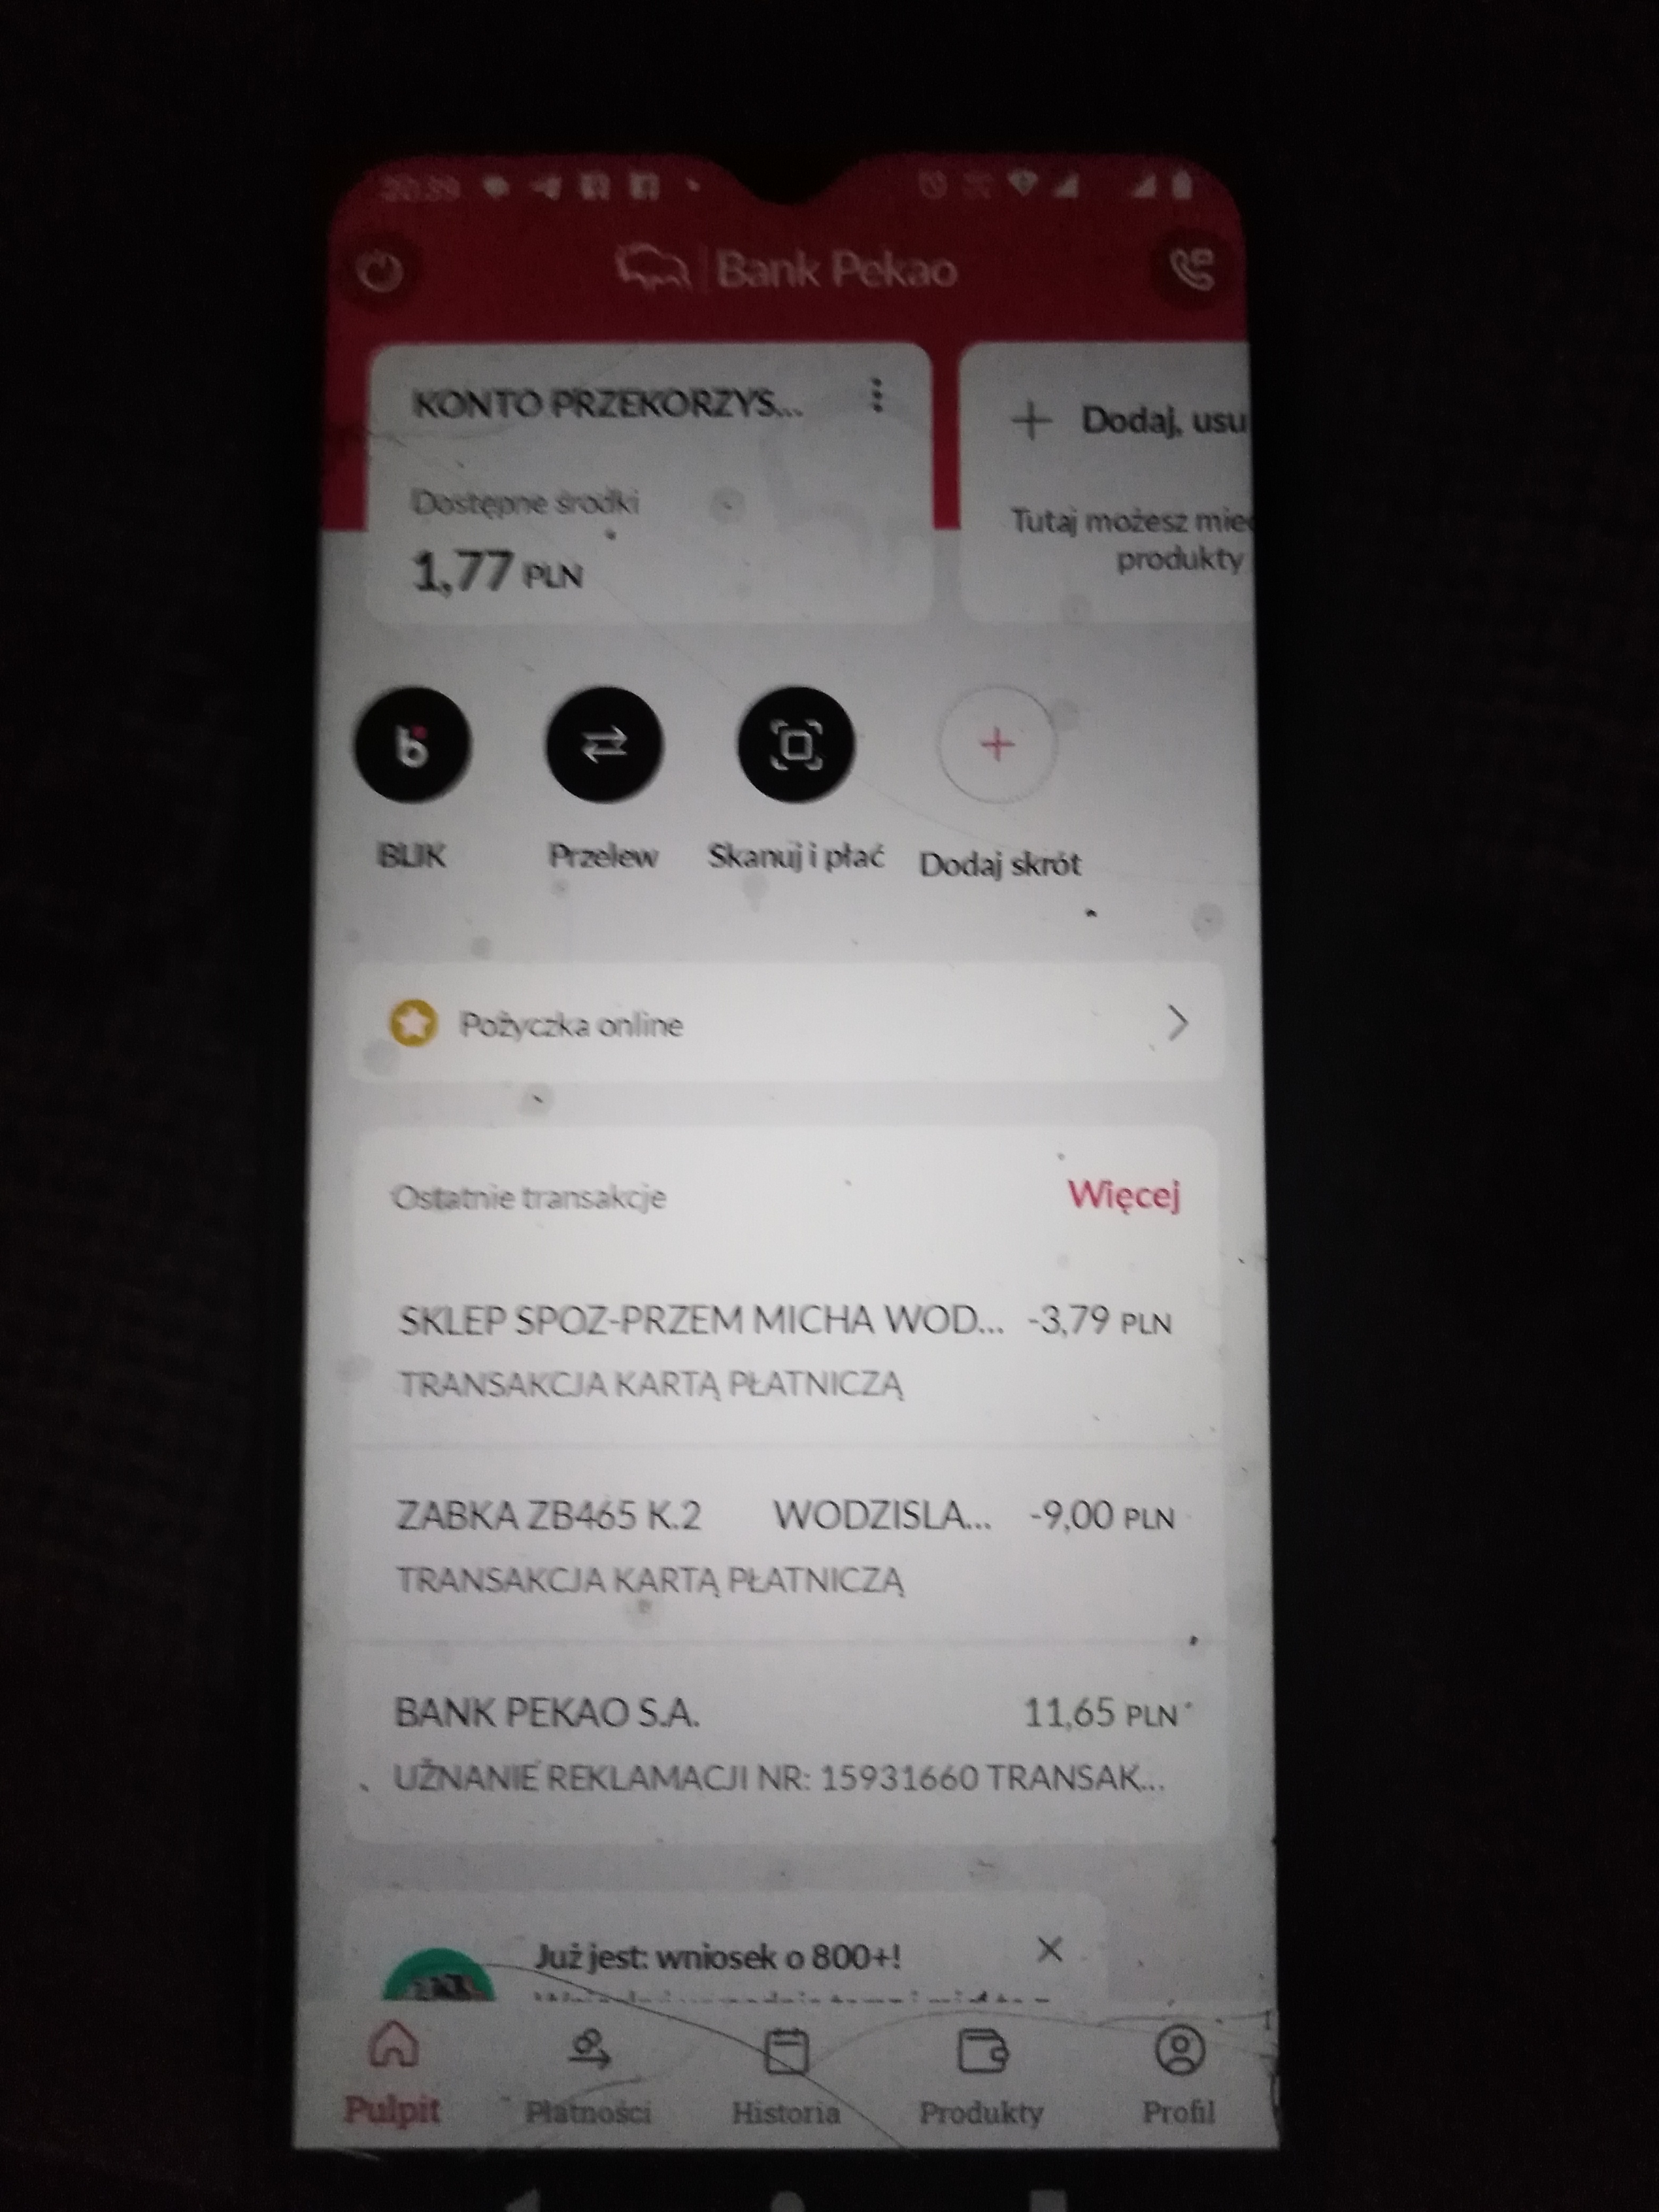 Bank Pekao
KONTO PRZEKORZYS...
Dostępne środki
1,77 PLN
Dodaj, usu
Tutaj możesz mieć
produkty
BLIK
Przelew
Skanuj i płać
Dodaj skrót
Pożyczka online
Ostatnie transakcje
Więcej
SKLEP SPOZ-PRZEM MICHA WOD... -3,79 PLN
TRANSAKCJA KARTĄ PŁATNICZĄ
ZABKA ZB465 K.2 WODZISLA... -9,00 PLN
TRANSAKCJA KARTĄ PŁATNICZĄ
BANK PEKAO S.A. 11,65 PLN
UZNANIE REKLAMACJI NR: 15931660 TRANSAK...
Już jest: wniosek o 800+!
Pulpit
Płatności
Historia
Produkty
Profil